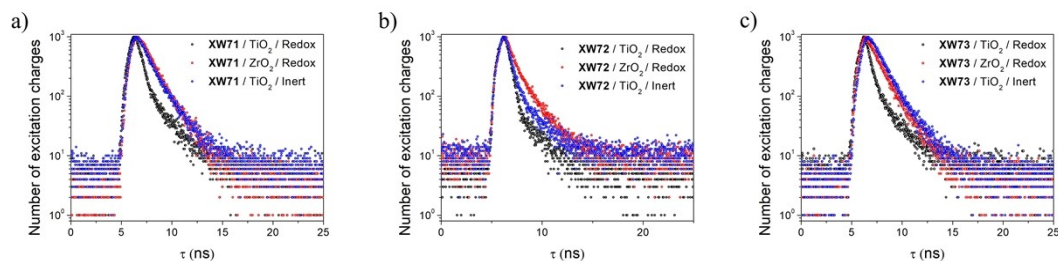 a)
Number of excitation charges
10³
10²
10¹
10⁰
XW71 / TiO₂ / Redox
XW71 / ZrO₂ / Redox
XW71 / TiO₂ / Inert
0 5 10 15 20 25
τ (ns)
b)
Number of excitation charges
10³
10²
10¹
10⁰
XW72 / TiO₂ / Redox
XW72 / ZrO₂ / Redox
XW72 / TiO₂ / Inert
0 10 20
τ (ns)
c)
Number of excitation charges
10³
10²
10¹
10⁰
XW73 / TiO₂ / Redox
XW73 / ZrO₂ / Redox
XW73 / TiO₂ / Inert
0 5 10 15 20 25
τ (ns)